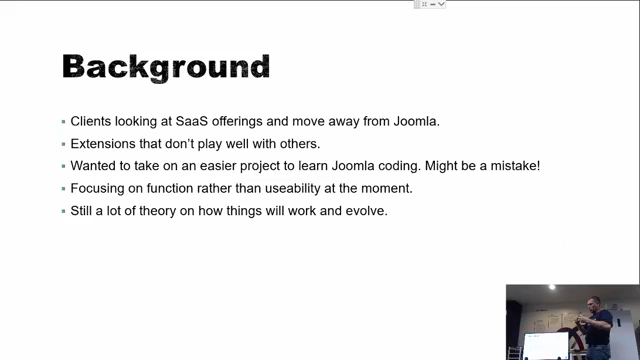 Background
▪ Clients looking at SaaS offerings and move away from Joomla.
▪ Extensions that don't play well with others.
▪ Wanted to take on an easier project to learn Joomla coding. Might be a mistake!
▪ Focusing on function rather than useability at the moment.
▪ Still a lot of theory on how things will work and evolve.